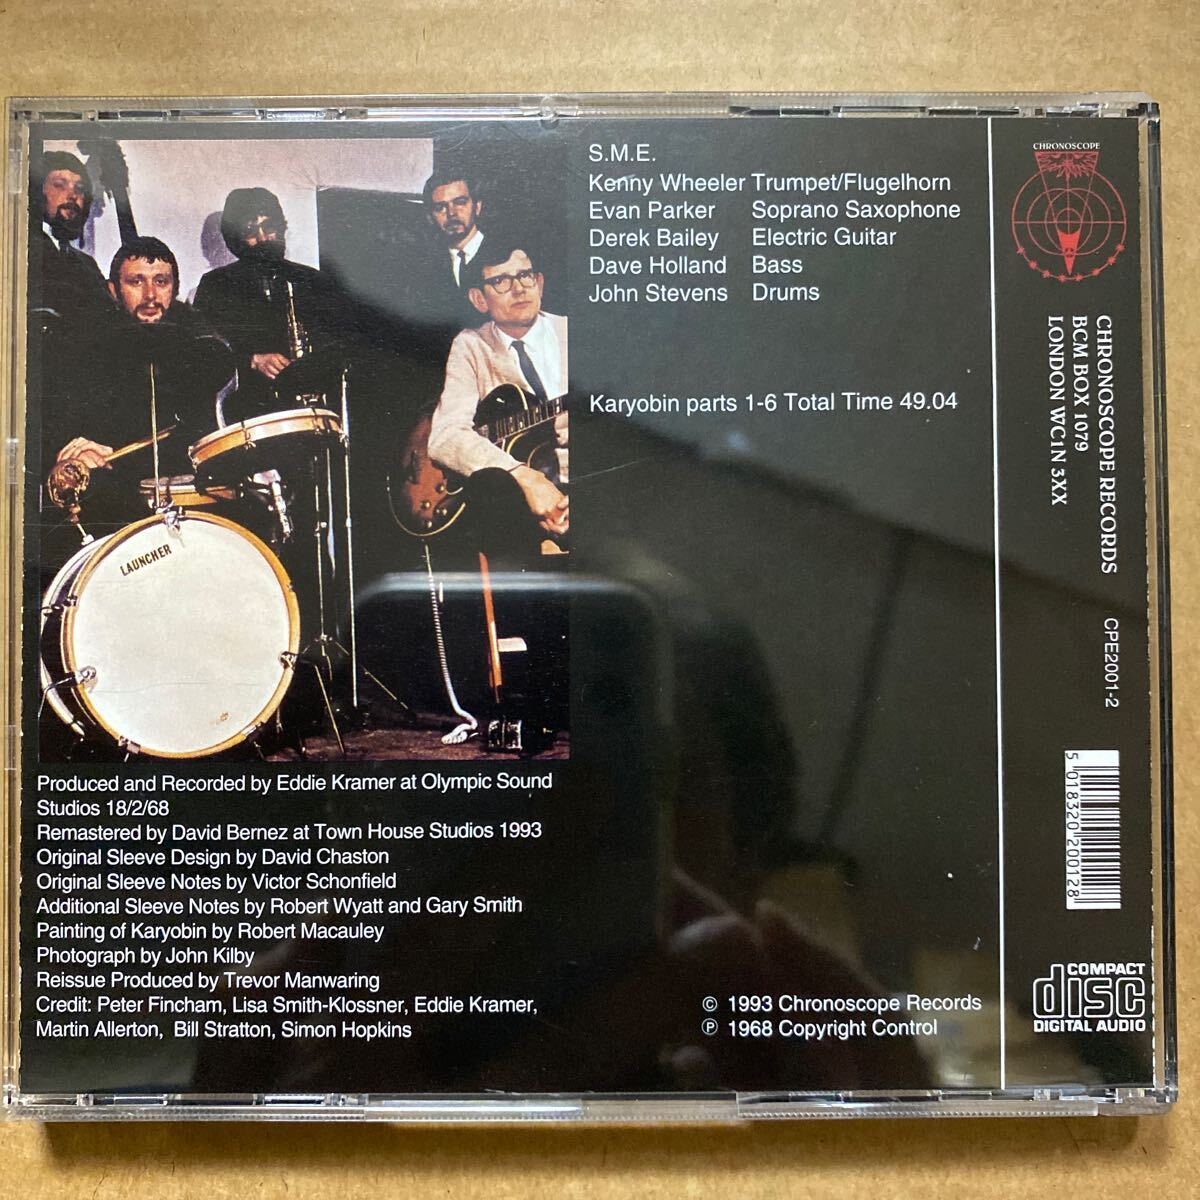 S.M.E.
Kenny Wheeler Trumpet/Flugelhorn
Evan Parker Soprano Saxophone
Derek Bailey Electric Guitar
Dave Holland Bass
John Stevens Drums
Karyobin parts 1-6 Total Time 49.04
LAUNCHER
Produced and Recorded by Eddie Kramer at Olympic Sound
Studios 18/2/68
Remastered by David Bernez at Town House Studios 1993
Original Sleeve Design by David Chaston
Original Sleeve Notes by Victor Schonfield
Additional Sleeve Notes by Robert Wyatt and Gary Smith
Painting of Karyobin by Robert Macauley
Photograph by John Kilby
Reissue Produced by Trevor Manwaring
Credit: Peter Fincham, Lisa Smith-Klossner, Eddie Kramer,
Martin Allerton, Bill Stratton, Simon Hopkins
© 1993 Chronoscope Records
℗ 1968 Copyright Control
CHRONOSCOPE
CHRONOSCOPE RECORDS
BCM BOX 1079
LONDON WC1N 3XX
CPE2001-2
5 018320 200128
COMPACT
disc
DIGITAL AUDIO